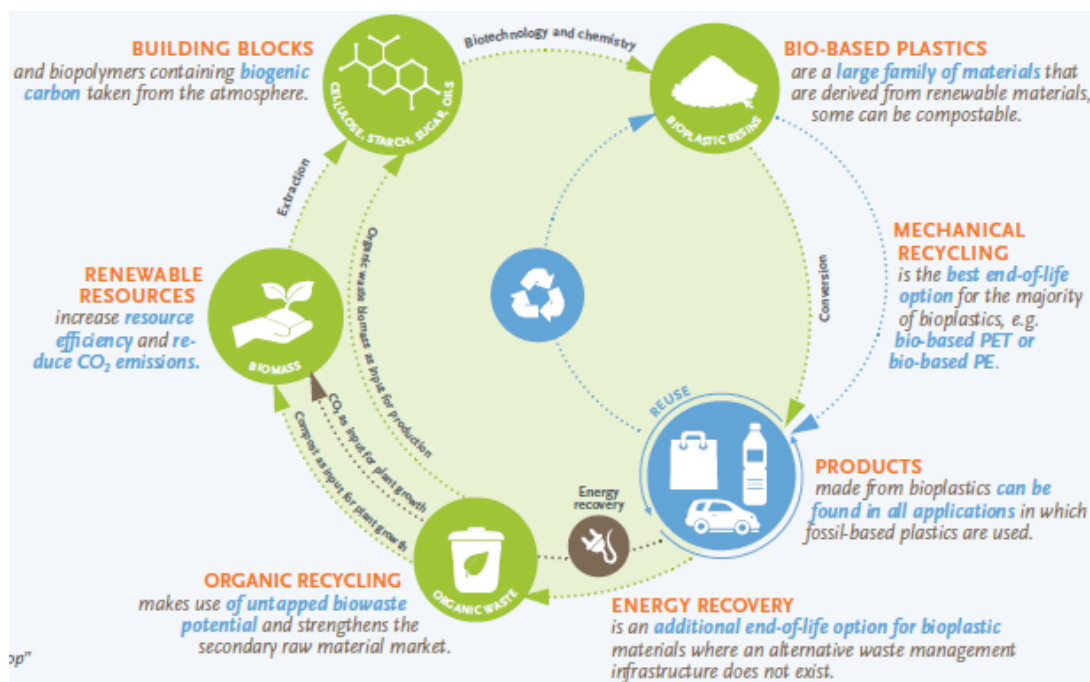 BUILDING BLOCKS
and biopolymers containing biogenic
carbon taken from the atmosphere.
CELLULOSE, STARCH, SUGAR, OILS
Biotechnology and chemistry
BIO-BASED PLASTICS
are a large family of materials that
are derived from renewable materials,
some can be compostable.
BIOPLASTIC RESINS
Extraction
Organic waste biomass as input for production
Conversion
MECHANICAL
RECYCLING
is the best end-of-life
option for the majority
of bioplastics, e.g.
bio-based PET or
bio-based PE.
RENEWABLE
RESOURCES
increase resource
efficiency and re-
duce CO₂ emissions.
BIOMASS
CO₂ as input for plant growth
Compost as input for plant growth
REUSE
PRODUCTS
made from bioplastics can be
found in all applications in which
fossil-based plastics are used.
Energy
recovery
ORGANIC WASTE
ORGANIC RECYCLING
makes use of untapped biowaste
potential and strengthens the
secondary raw material market.
ENERGY RECOVERY
is an additional end-of-life option for bioplastic
materials where an alternative waste management
infrastructure does not exist.
op"